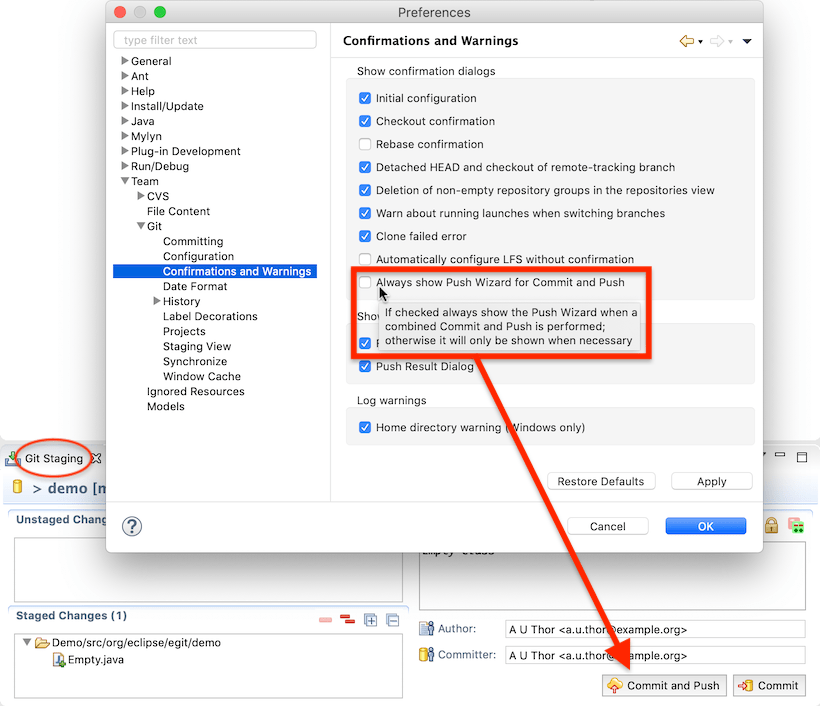 Preferences
type filter text
Confirmations and Warnings
General
Ant
Help
Install/Update
Java
Mylyn
Plug-in Development
Run/Debug
Team
CVS
File Content
Git
Committing
Configuration
Confirmations and Warnings
Date Format
History
Label Decorations
Projects
Staging View
Synchronize
Window Cache
Ignored Resources
Models
Show confirmation dialogs
Initial configuration
Checkout confirmation
Rebase confirmation
Detached HEAD and checkout of remote-tracking branch
Deletion of non-empty repository groups in the repositories view
Warn about running launches when switching branches
Clone failed error
Automatically configure LFS without confirmation
Always show Push Wizard for Commit and Push
If checked always show the Push Wizard when a
combined Commit and Push is performed;
otherwise it will only be shown when necessary
Push Result Dialog
Log warnings
Home directory warning (Windows only)
Restore Defaults
Apply
?
Cancel
OK
Git Staging
> demo [
Unstaged Chang
Empty class
Staged Changes (1)
Demo/src/org/eclipse/egit/demo
Empty.java
Author:
A U Thor <a.u.thor@example.org>
Committer:
A U Thor <a.u.thor@example.org>
Commit and Push
Commit